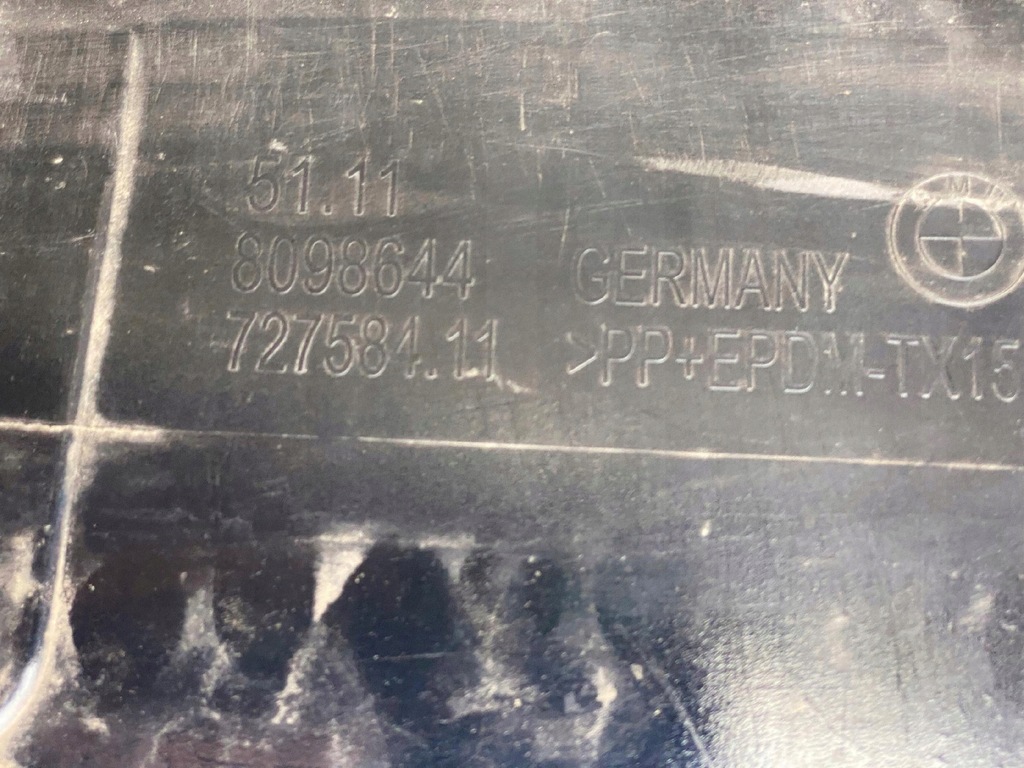 51.11
8098644
727584.11
GERMANY
>PP+EPDM-TX15